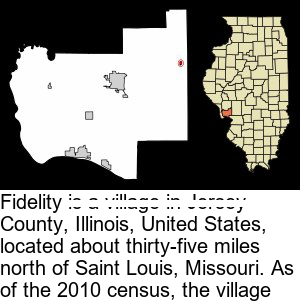 Fidelity is a village in Jersey
County, Illinois, United States,
located about thirty-five miles
north of Saint Louis, Missouri. As
of the 2010 census, the village